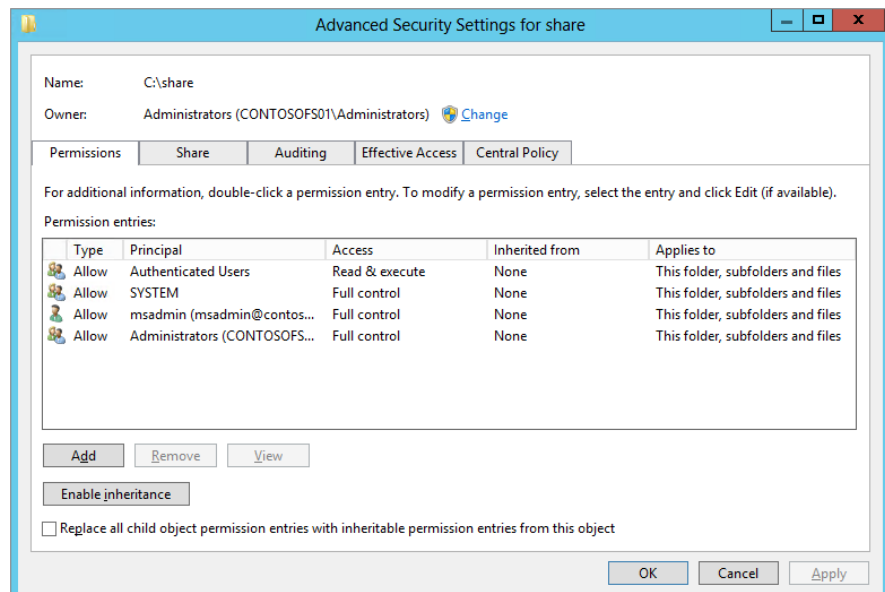 Advanced Security Settings for share
Name: C:\share
Owner: Administrators (CONTOSOFS01\Administrators) Change
Permissions Share Auditing Effective Access Central Policy
For additional information, double-click a permission entry. To modify a permission entry, select the entry and click Edit (if available).
Permission entries:
Type Principal Access Inherited from Applies to
Allow Authenticated Users Read & execute None This folder, subfolders and files
Allow SYSTEM Full control None This folder, subfolders and files
Allow msadmin (msadmin@contos... Full control None This folder, subfolders and files
Allow Administrators (CONTOSOFS... Full control None This folder, subfolders and files
Add Remove View
Enable inheritance
Replace all child object permission entries with inheritable permission entries from this object
OK Cancel Apply